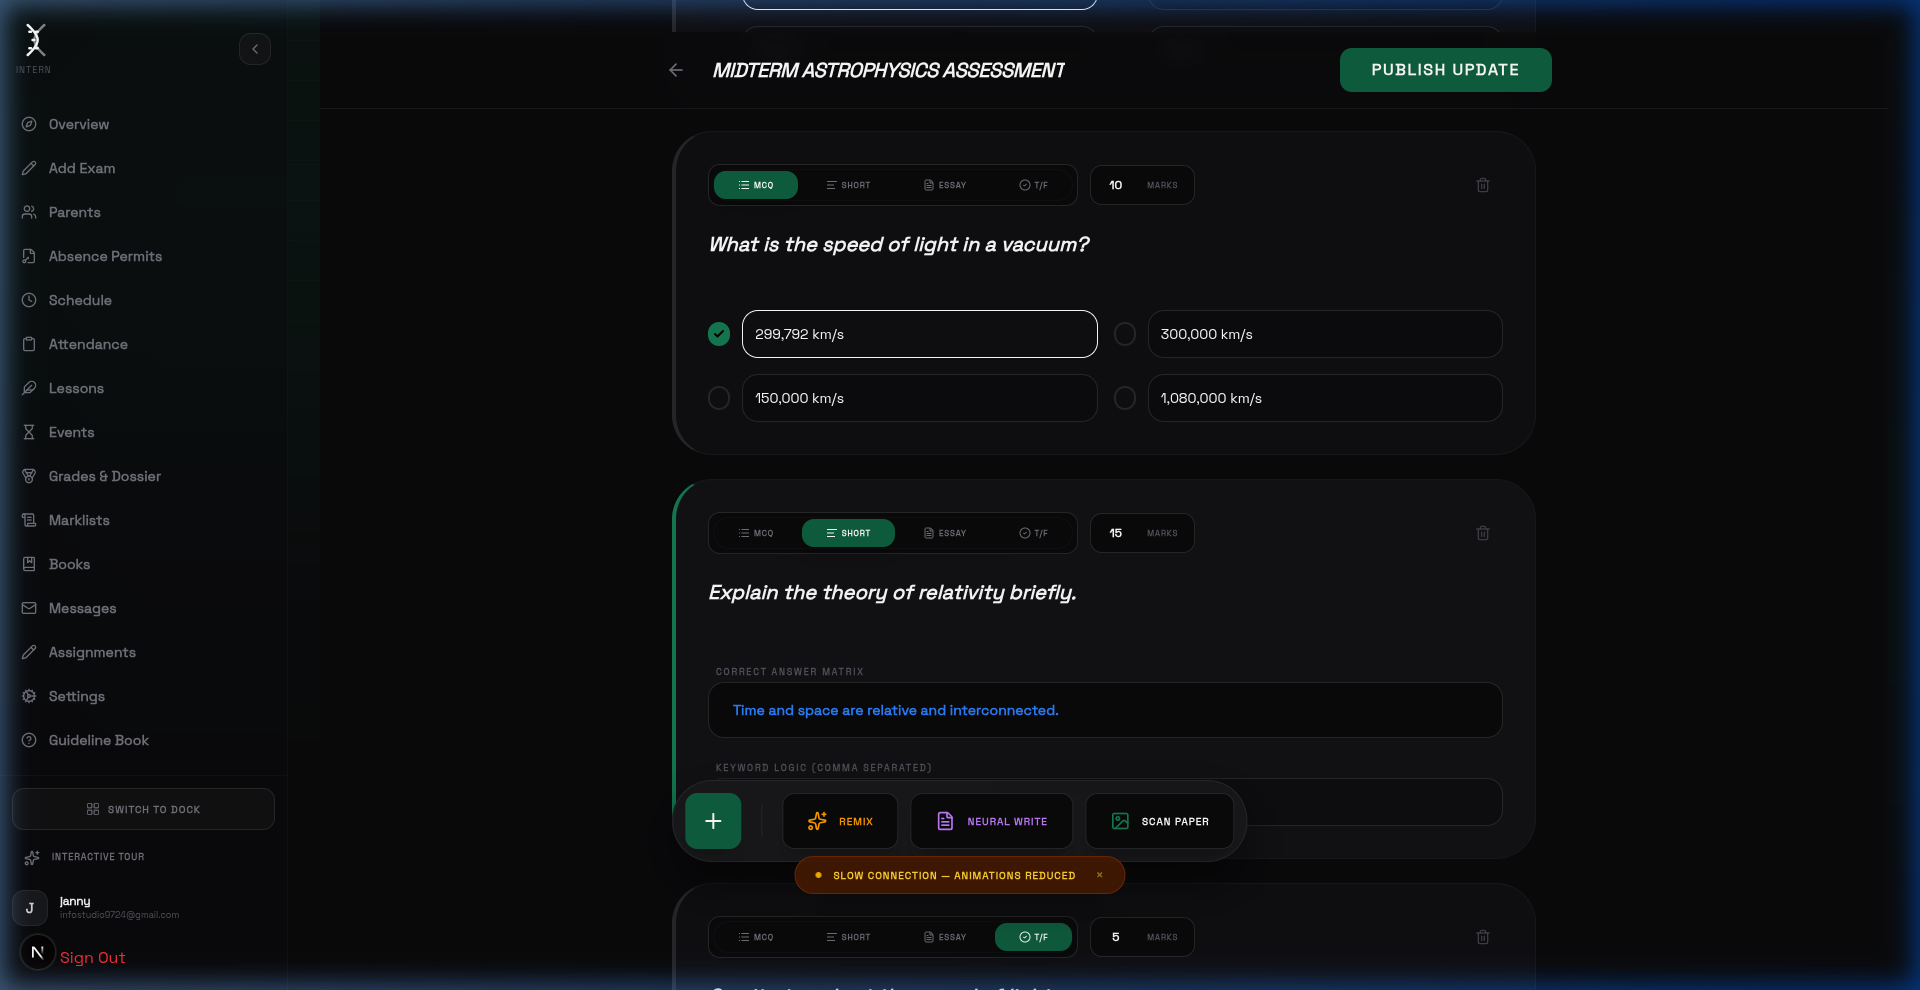 INTERN
Overview
Add Exam
Parents
Absence Permits
Schedule
Attendance
Lessons
Events
Grades & Dossier
Marklists
Books
Messages
Assignments
Settings
Guideline Book
SWITCH TO DOCK
INTERACTIVE TOUR
J
janny
infostudio9724@gmail.com
N
Sign Out
MIDTERM ASTROPHYSICS ASSESSMENT
PUBLISH UPDATE
MCQ SHORT ESSAY T/F 10 MARKS
What is the speed of light in a vacuum?
299,792 km/s 300,000 km/s
150,000 km/s 1,080,000 km/s
MCQ SHORT ESSAY T/F 15 MARKS
Explain the theory of relativity briefly.
CORRECT ANSWER MATRIX
Time and space are relative and interconnected.
KEYWORD LOGIC (COMMA SEPARATED)
REMIX NEURAL WRITE SCAN PAPER
SLOW CONNECTION — ANIMATIONS REDUCED ×
MCQ SHORT ESSAY T/F 5 MARKS